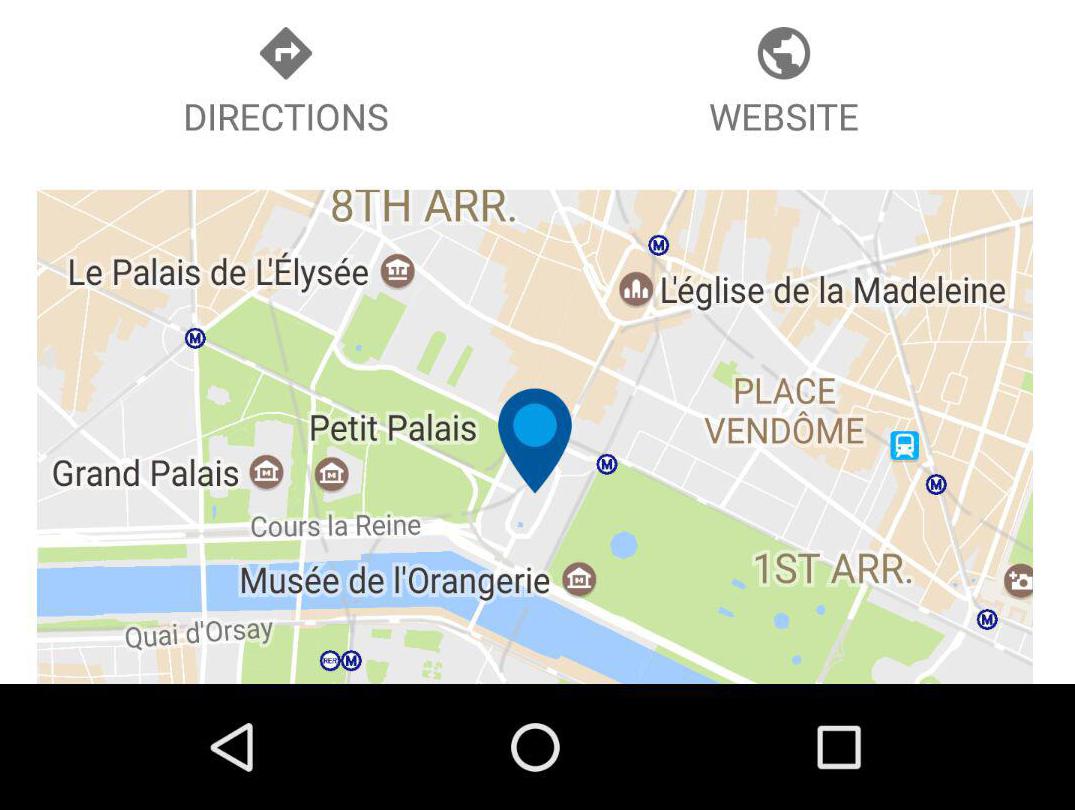 DIRECTIONS
WEBSITE
8TH ARR.
Le Palais de L'Élysée
M
L'église de la Madeleine
M
PLACE
VENDÔME
Petit Palais
Grand Palais
M
M
Cours la Reine
1ST ARR.
Musée de l'Orangerie
M
Quai d'Orsay
RER M